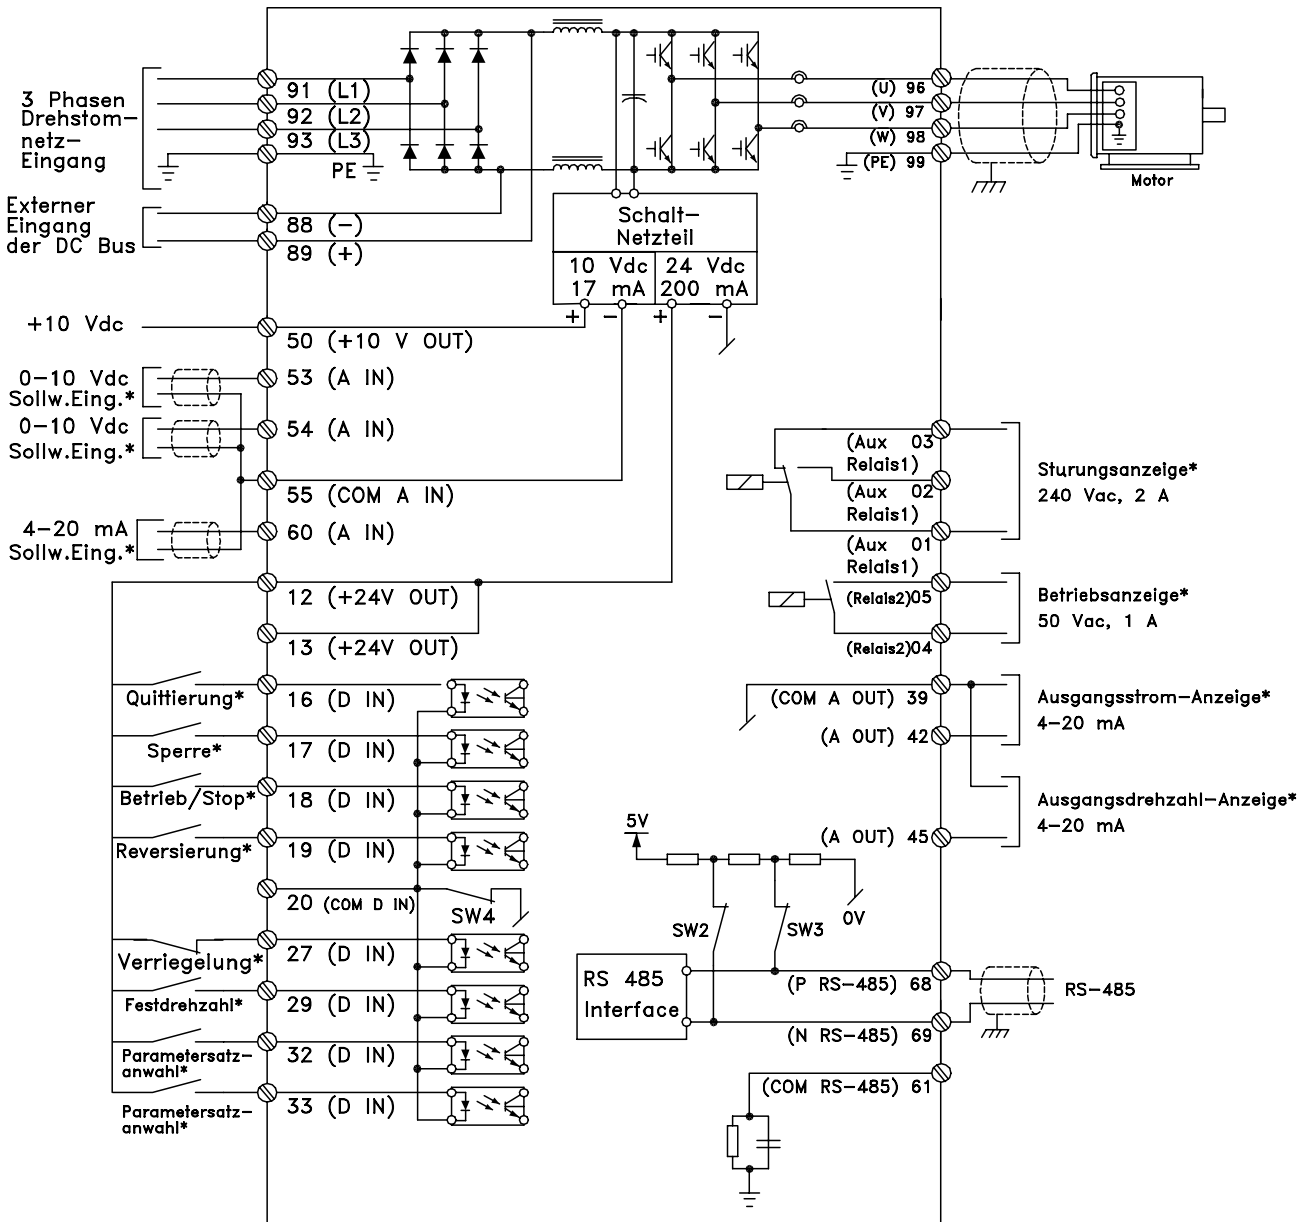 3 Phasen
Drehstom-
netz-
Eingang
91 (L1)
92 (L2)
93 (L3)
PE
Externer
Eingang
der DC Bus
88 (-)
89 (+)
Schalt-
Netzteil
10 Vdc
17 mA
24 Vdc
200 mA
+ - + -
(U) 96
(V) 97
(W) 98
(PE) 99
Motor
+10 Vdc
50 (+10 V OUT)
0-10 Vdc
Sollw.Eing.*
53 (A IN)
0-10 Vdc
Sollw.Eing.*
54 (A IN)
55 (COM A IN)
4-20 mA
Sollw.Eing.*
60 (A IN)
12 (+24V OUT)
13 (+24V OUT)
Quittierung*
16 (D IN)
Sperre*
17 (D IN)
Betrieb/Stop*
18 (D IN)
Reversierung*
19 (D IN)
20 (COM D IN)
SW4
Verriegelung*
27 (D IN)
Festdrehzahl*
29 (D IN)
Parametersatz-
anwahl*
32 (D IN)
Parametersatz-
anwahl*
33 (D IN)
(Aux 03
Relais1)
(Aux 02
Relais1)
(Aux 01
Relais1)
Sturungsanzeige*
240 Vac, 2 A
(Relais2)05
(Relais2)04
Betriebsanzeige*
50 Vac, 1 A
(COM A OUT) 39
(A OUT) 42
Ausgangsstrom-Anzeige*
4-20 mA
(A OUT) 45
Ausgangsdrehzahl-Anzeige*
4-20 mA
5V
0V
SW2
SW3
RS 485
Interface
(P RS-485) 68
(N RS-485) 69
RS-485
(COM RS-485) 61